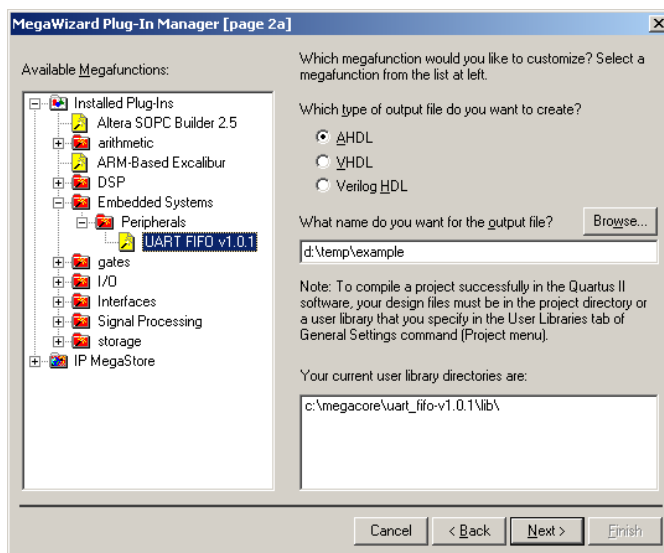 MegaWizard Plug-In Manager [page 2a]
Available Megafunctions:
Installed Plug-Ins
Altera SOPC Builder 2.5
arithmetic
ARM-Based Excalibur
DSP
Embedded Systems
Peripherals
UART FIFO v1.0.1
gates
I/O
Interfaces
Signal Processing
storage
IP MegaStore
Which megafunction would you like to customize? Select a
megafunction from the list at left.
Which type of output file do you want to create?
AHDL
VHDL
Verilog HDL
What name do you want for the output file?
Browse...
d:\temp\example
Note: To compile a project successfully in the Quartus II
software, your design files must be in the project directory or
a user library that you specify in the User Libraries tab of
General Settings command (Project menu).
Your current user library directories are:
c:\megacore\uart_fifo-v1.0.1\lib\
Cancel
< Back
Next >
Finish